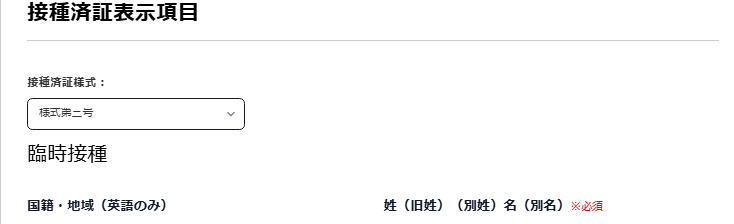 接種済証表示項目
接種済証様式：
様式第三号
臨時接種
国籍・地域（英語のみ）
姓（旧姓）（別姓）名（別名）※必須